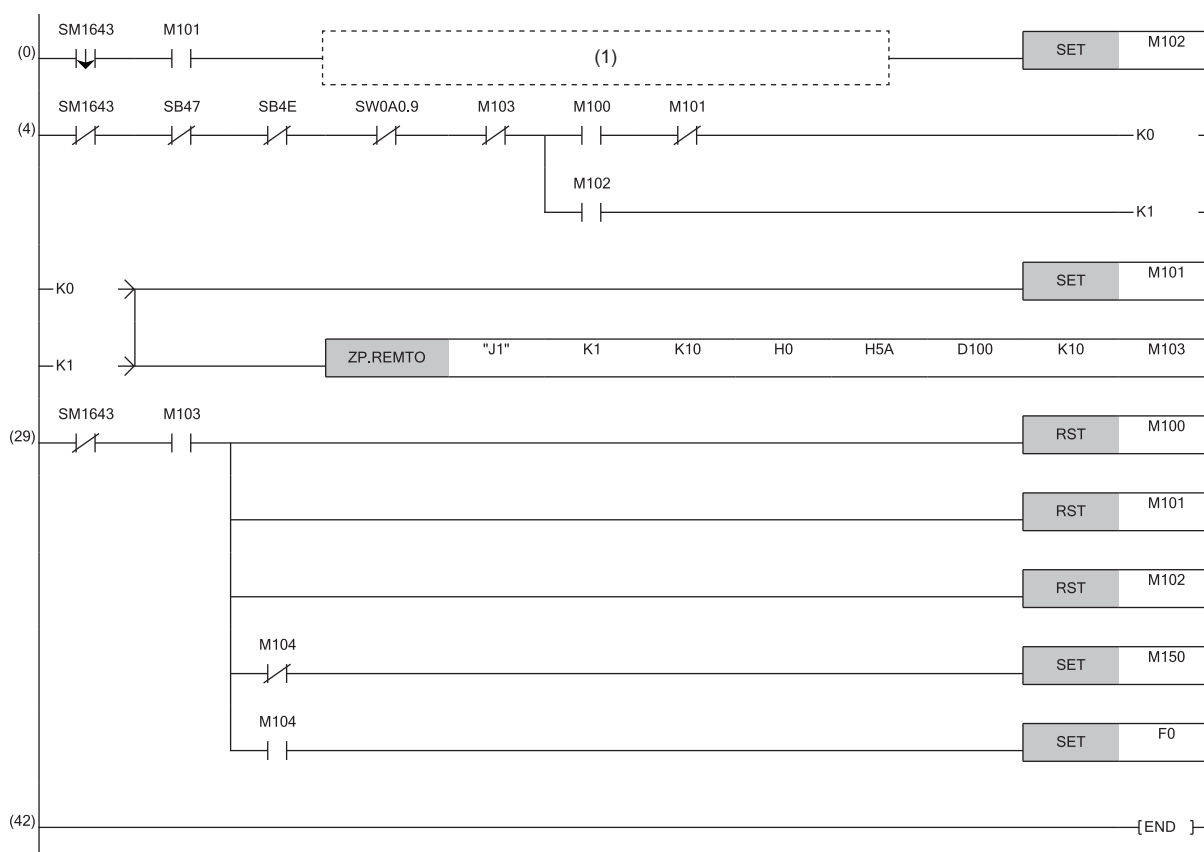 SM1643 M101
(0) (1) SET M102
SM1643 SB47 SB4E SW0A0.9 M103 M100 M101
(4) K0
M102
K1
K0 SET M101
K1 ZP.REMTO "J1" K1 K10 H0 H5A D100 K10 M103
SM1643 M103
(29) RST M100
RST M101
RST M102
M104
SET M150
M104
SET F0
(42) [END ]